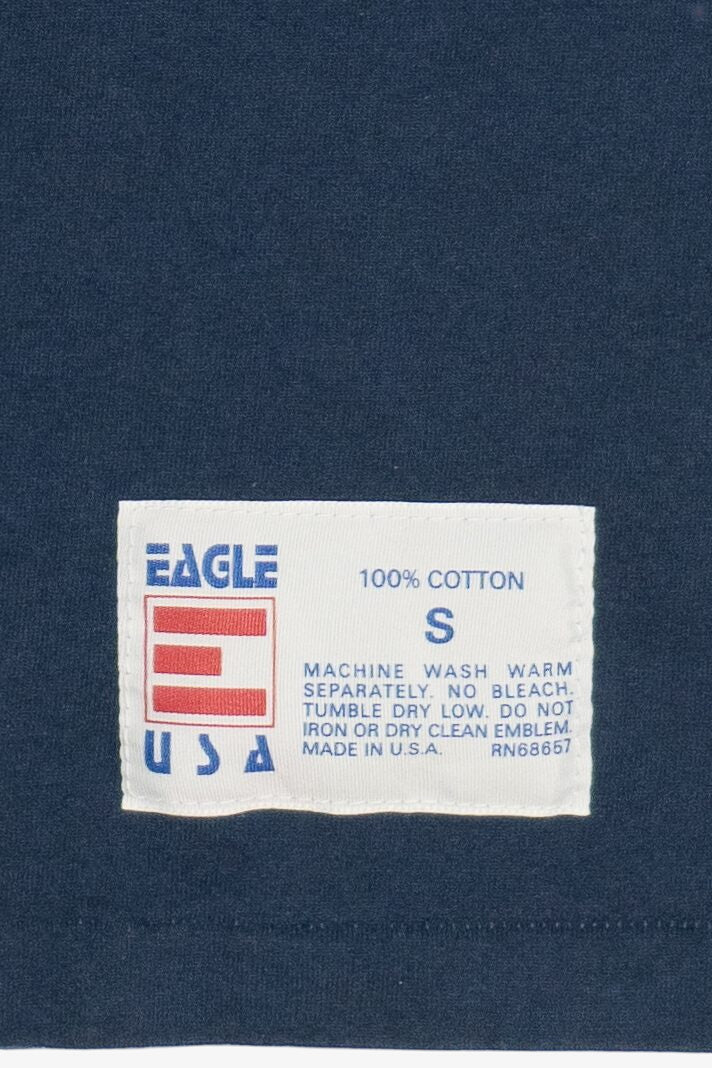 EAGLE
E
USA
100% COTTON
S
MACHINE WASH WARM
SEPARATELY. NO BLEACH.
TUMBLE DRY LOW. DO NOT
IRON OR DRY CLEAN EMBLEM.
MADE IN U.S.A. RN68657